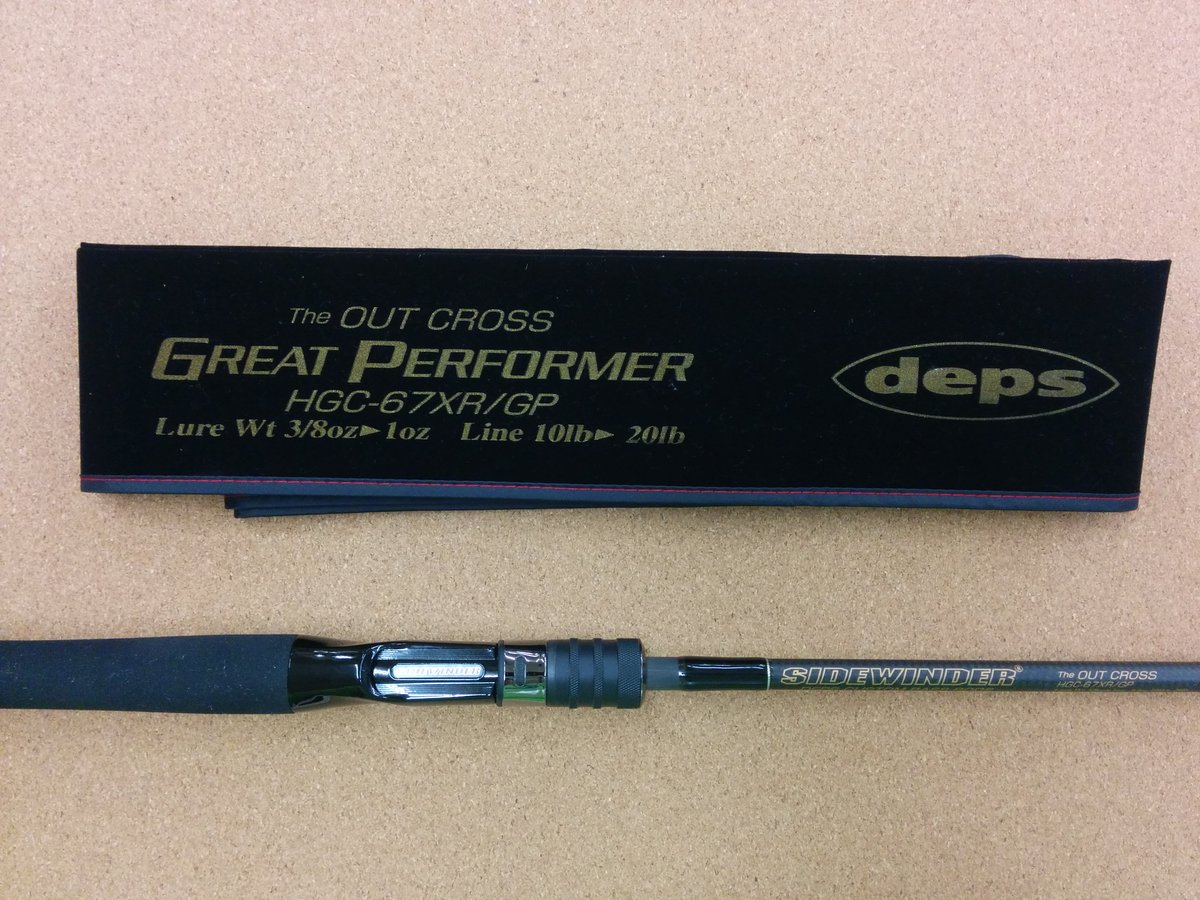 The OUT CROSS
GREAT PERFORMER
HGC-67XR/GP
Lure Wt 3/8oz►1oz Line 10lb► 20lb
deps
SIDEWINDER
SIDEWINDER®
The OUT CROSS
HGC-67XR/GP